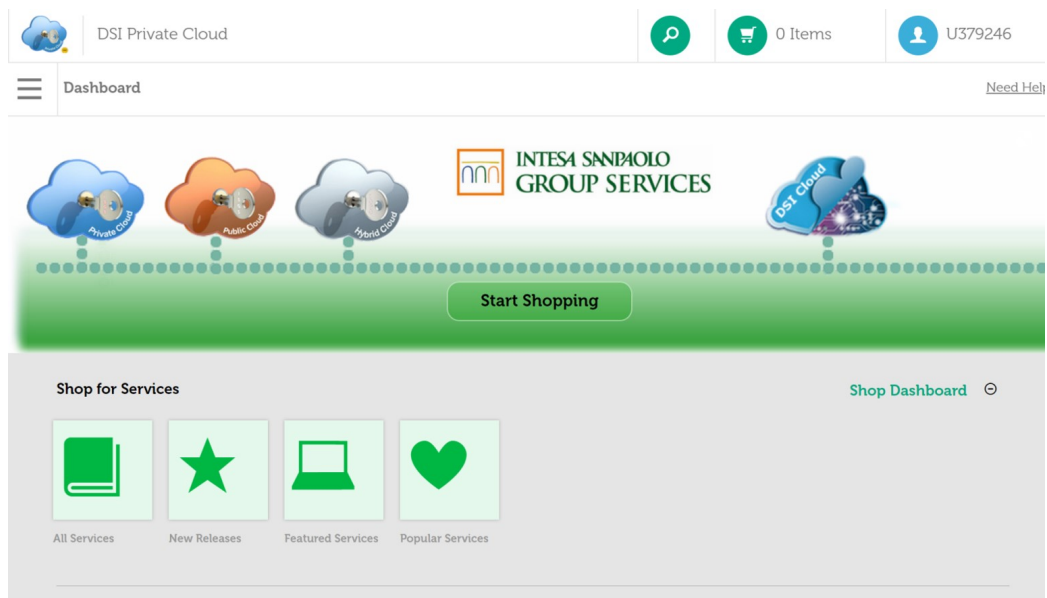 DSI Private Cloud
0 Items
U379246
Dashboard
Need Hel
INTESA SANPAOLO
GROUP SERVICES
Private Cloud
Public Cloud
Hybrid Cloud
DSI Cloud
Start Shopping
Shop for Services
Shop Dashboard
All Services
New Releases
Featured Services
Popular Services